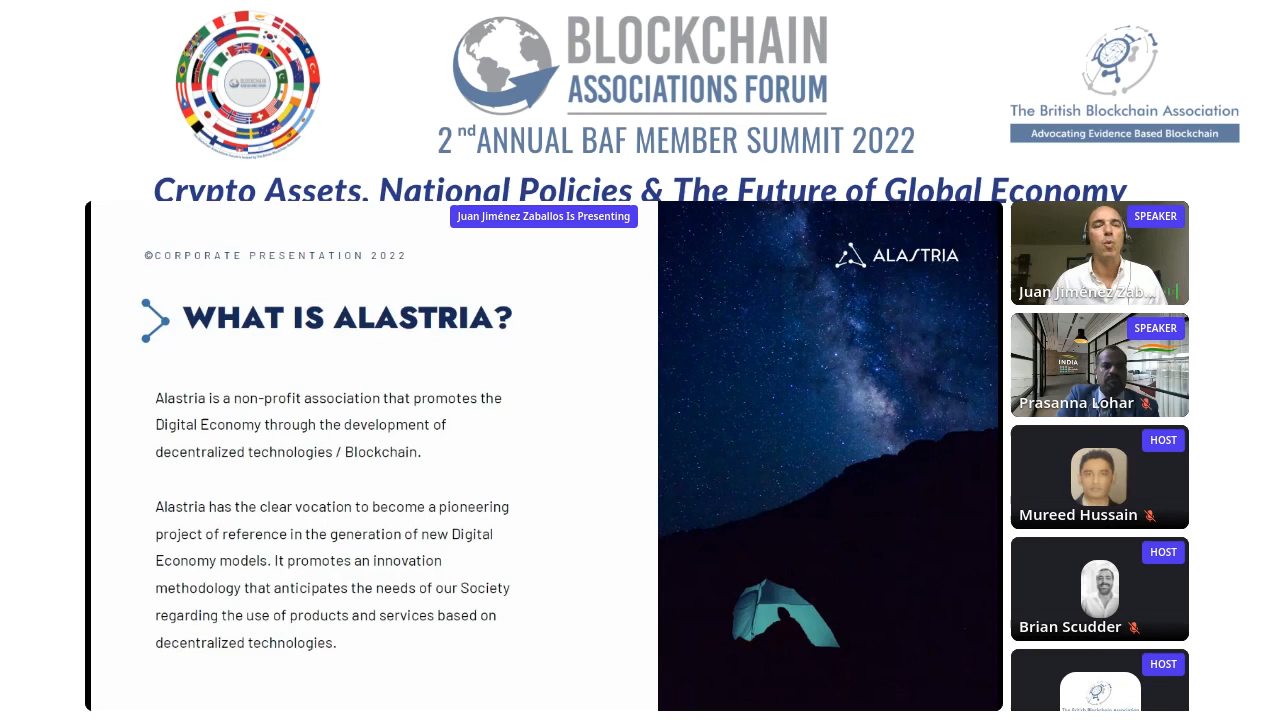 BLOCKCHAIN
ASSOCIATIONS FORUM
2nd ANNUAL BAF MEMBER SUMMIT 2022
The British Blockchain Association
Advocating Evidence Based Blockchain
Crypto Assets, National Policies & The Future of Global Economy
Juan Jiménez Zaballos Is Presenting
©CORPORATE PRESENTATION 2022
WHAT IS ALASTRIA?
Alastria is a non-profit association that promotes the
Digital Economy through the development of
decentralized technologies / Blockchain.
Alastria has the clear vocation to become a pioneering
project of reference in the generation of new Digital
Economy models. It promotes an innovation
methodology that anticipates the needs of our Society
regarding the use of products and services based on
decentralized technologies.
ALASTRIA
SPEAKER
Juan Jiménez Zab...
SPEAKER
INDIA
Prasanna Lohar
HOST
Mureed Hussain
HOST
Brian Scudder
HOST